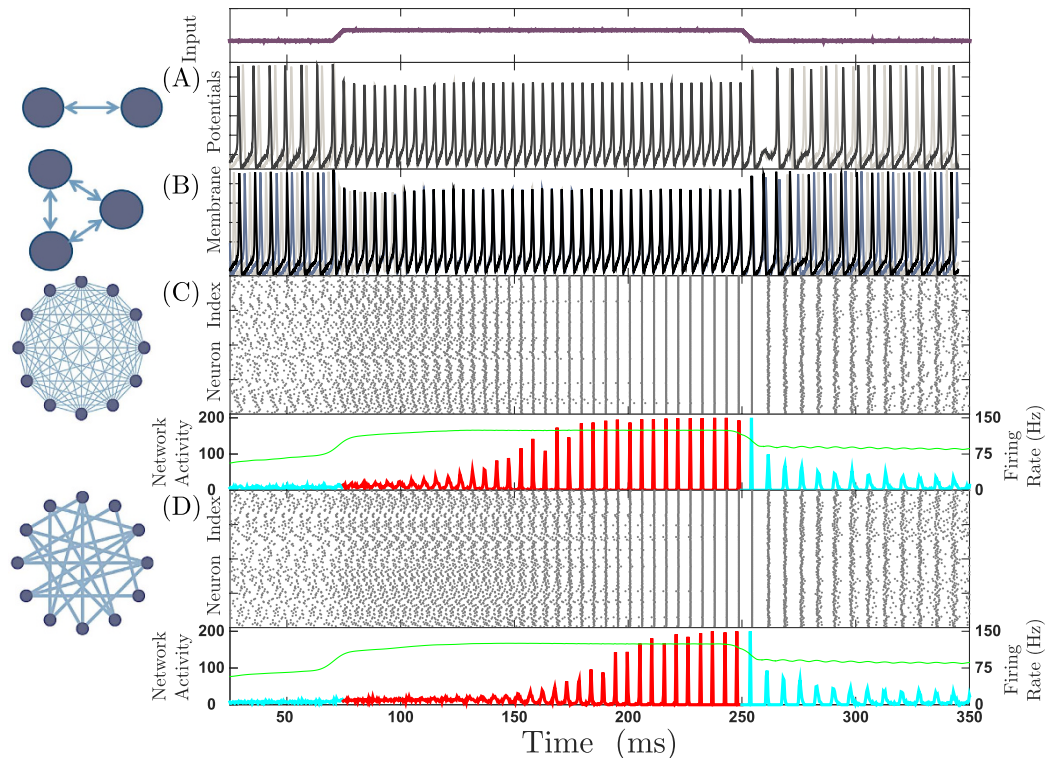 Input
(A)
Potentials
(B)
Membrane
(C)
Neuron Index
200
100
0
Network
Activity
150
75
0
Firing
Rate (Hz)
(D)
Neuron Index
200
100
0
Network
Activity
150
75
0
Firing
Rate (Hz)
50 100 150 200 250 300 350
Time (ms)